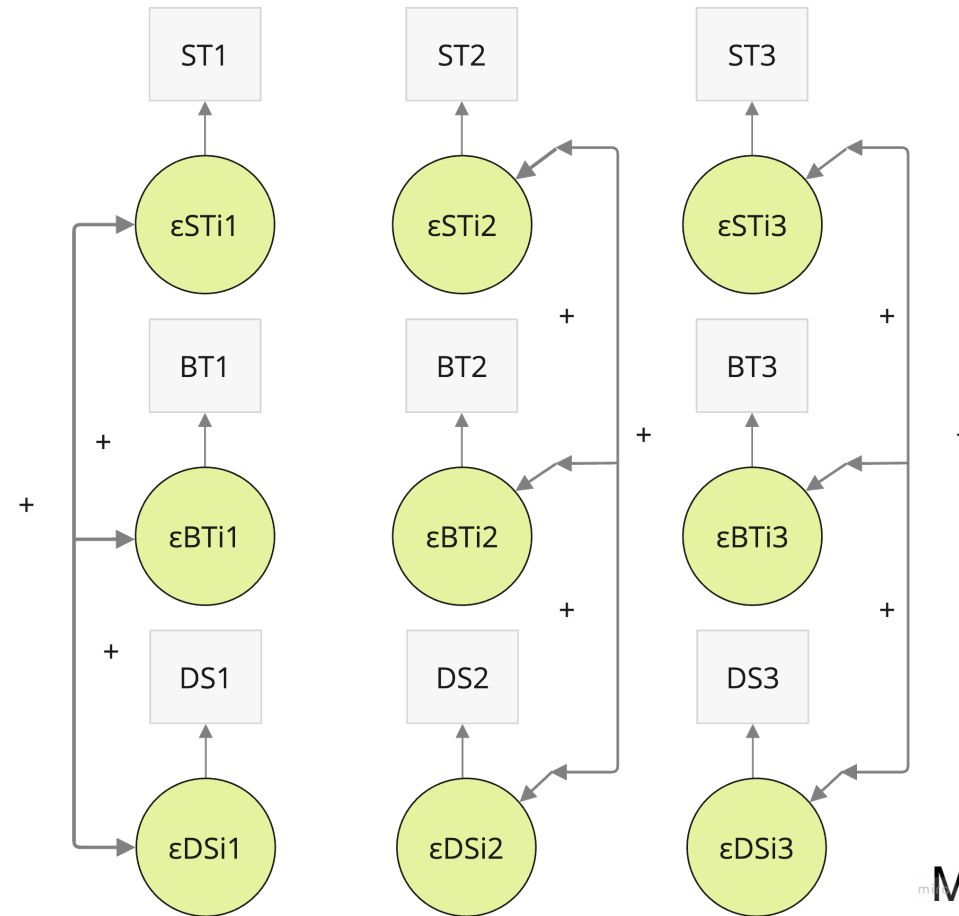 ST1 ST2 ST3
εSTi1 εSTi2 εSTi3
+ +
BT1 BT2 BT3
+ +
+
εBTi1 εBTi2 εBTi3
+ +
+
DS1 DS2 DS3
εDSi1 εDSi2 εDSi3
M